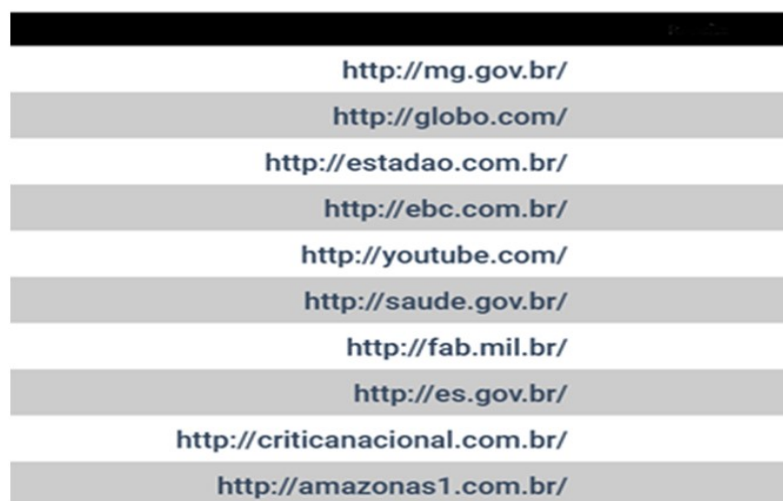 http://mg.gov.br/
http://globo.com/
http://estadao.com.br/
http://ebc.com.br/
http://youtube.com/
http://saude.gov.br/
http://fab.mil.br/
http://es.gov.br/
http://criticanacional.com.br/
http://amazonas1.com.br/